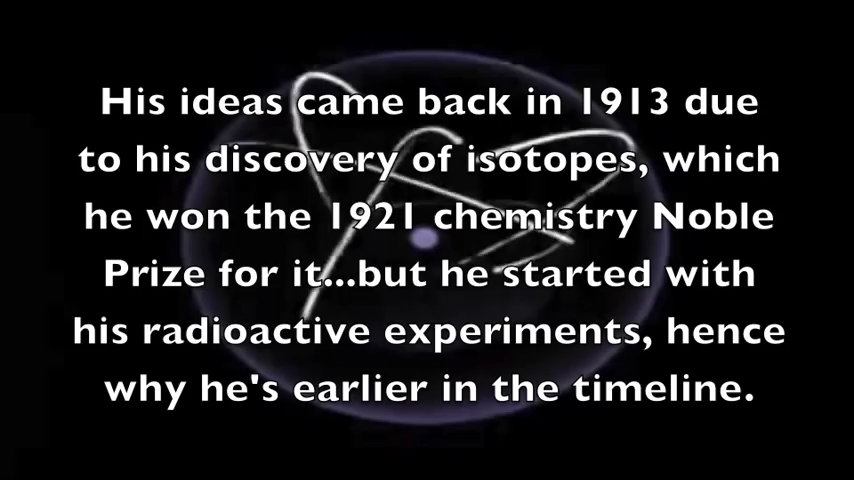 His ideas came back in 1913 due
to his discovery of isotopes, which
he won the 1921 chemistry Noble
Prize for it...but he started with
his radioactive experiments, hence
why he's earlier in the timeline.